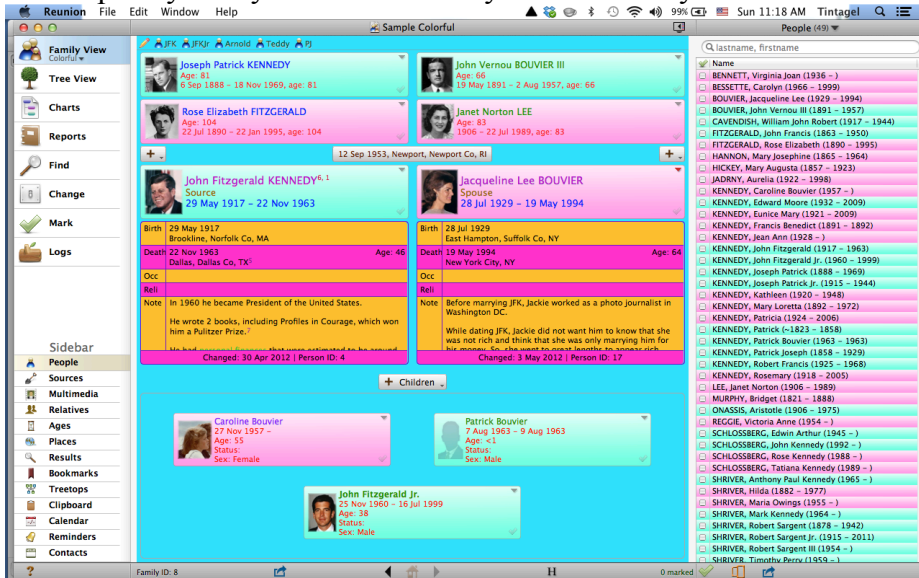 Reunion File Edit Window Help 99% Sun 11:18 AM Tintagel
Sample Colorful
People (49)
Family View
Colorful
Tree View
Charts
Reports
Find
Change
Mark
Logs
Sidebar
People
Sources
Multimedia
Relatives
Ages
Places
Results
Bookmarks
Treetops
Clipboard
Calendar
Reminders
Contacts
?
JFK JFKJr Arnold Teddy PJ
Joseph Patrick KENNEDY
Age: 81
6 Sep 1888 – 18 Nov 1969, age: 81
John Vernou BOUVIER III
Age: 66
19 May 1891 – 2 Aug 1957, age: 66
Rose Elizabeth FITZGERALD
Age: 104
22 Jul 1890 – 22 Jan 1995, age: 104
Janet Norton LEE
Age: 83
1906 – 22 Jul 1989, age: 83
+ 12 Sep 1953, Newport, Newport Co, RI +
John Fitzgerald KENNEDY6, 1
Source
29 May 1917 – 22 Nov 1963
Jacqueline Lee BOUVIER
Spouse
28 Jul 1929 – 19 May 1994
Birth 29 May 1917
Brookline, Norfolk Co, MA
Death 22 Nov 1963 Age: 46
Dallas, Dallas Co, TX5
Occ
Reli
Note In 1960 he became President of the United States.
He wrote 2 books, including Profiles in Courage, which won
him a Pulitzer Prize.7
Changed: 30 Apr 2012 | Person ID: 4
Birth 28 Jul 1929
East Hampton, Suffolk Co, NY
Death 19 May 1994 Age: 64
New York City, NY
Occ
Reli
Note Before marrying JFK, Jackie worked as a photo journalist in
Washington DC.
While dating JFK, Jackie did not want him to know that she
was not rich and think that she was only marrying him for
his money. So, she went to great lengths to appear rich.
Changed: 3 May 2012 | Person ID: 17
+ Children
Caroline Bouvier
27 Nov 1957 –
Age: 55
Status:
Sex: Female
Patrick Bouvier
7 Aug 1963 – 9 Aug 1963
Age: <1
Status:
Sex: Male
John Fitzgerald Jr.
25 Nov 1960 – 16 Jul 1999
Age: 38
Status:
Sex: Male
Family ID: 8 H 0 marked
lastname, firstname
Name
BENNETT, Virginia Joan (1936 – )
BESSETTE, Carolyn (1966 – 1999)
BOUVIER, Jacqueline Lee (1929 – 1994)
BOUVIER, John Vernou III (1891 – 1957)
CAVENDISH, William John Robert (1917 – 1944)
FITZGERALD, John Francis (1863 – 1950)
FITZGERALD, Rose Elizabeth (1890 – 1995)
HANNON, Mary Josephine (1865 – 1964)
HICKEY, Mary Augusta (1857 – 1923)
JADRNY, Aurelia (1922 – 1998)
KENNEDY, Caroline Bouvier (1957 – )
KENNEDY, Edward Moore (1932 – 2009)
KENNEDY, Eunice Mary (1921 – 2009)
KENNEDY, Francis Benedict (1891 – 1892)
KENNEDY, Jean Ann (1928 – )
KENNEDY, John Fitzgerald (1917 – 1963)
KENNEDY, John Fitzgerald Jr. (1960 – 1999)
KENNEDY, Joseph Patrick (1888 – 1969)
KENNEDY, Joseph Patrick Jr. (1915 – 1944)
KENNEDY, Kathleen (1920 – 1948)
KENNEDY, Mary Loretta (1892 – 1972)
KENNEDY, Patricia (1924 – 2006)
KENNEDY, Patrick (~1823 – 1858)
KENNEDY, Patrick Bouvier (1963 – 1963)
KENNEDY, Patrick Joseph (1858 – 1929)
KENNEDY, Robert Francis (1925 – 1968)
KENNEDY, Rosemary (1918 – 2005)
LEE, Janet Norton (1906 – 1989)
MURPHY, Bridget (1821 – 1888)
ONASSIS, Aristotle (1906 – 1975)
REGGIE, Victoria Anne (1954 – )
SCHLOSSBERG, Edwin Arthur (1945 – )
SCHLOSSBERG, John Kennedy (1992 – )
SCHLOSSBERG, Rose Kennedy (1988 – )
SCHLOSSBERG, Tatiana Kennedy (1989 – )
SHRIVER, Anthony Paul Kennedy (1965 – )
SHRIVER, Hilda (1882 – 1977)
SHRIVER, Maria Owings (1955 – )
SHRIVER, Mark Kennedy (1964 – )
SHRIVER, Robert Sargent (1878 – 1942)
SHRIVER, Robert Sargent Jr. (1915 – 2011)
SHRIVER, Robert Sargent III (1954 – )
SHRIVER, Timothy Perry (1959 – )